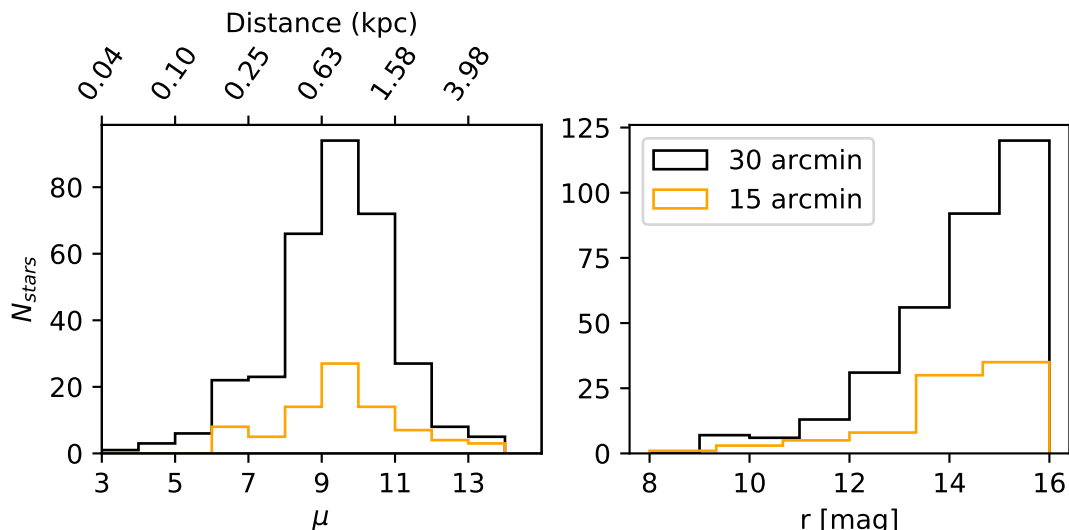 Distance (kpc)
0.04 0.10 0.25 0.63 1.58 3.98
N_stars
80
60
40
20
0
3 5 7 9 11 13
μ
125
100
75
50
25
0
30 arcmin
15 arcmin
8 10 12 14 16
r [mag]